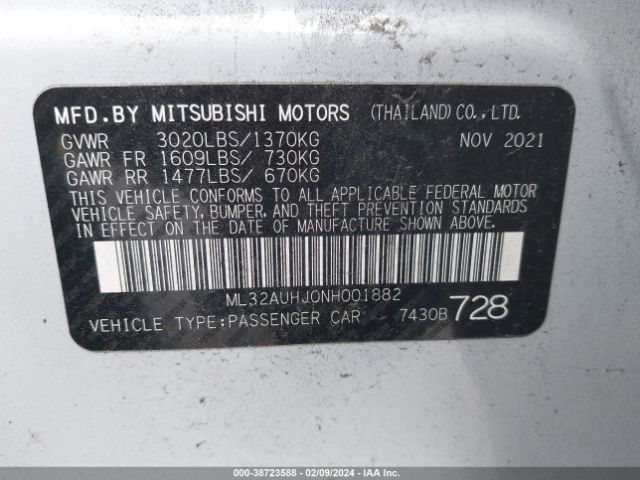 MFD. BY MITSUBISHI MOTORS (THAILAND) CO., LTD.
GVWR 3020LBS/1370KG NOV 2021
GAWR FR 1609LBS/ 730KG
GAWR RR 1477LBS/ 670KG
THIS VEHICLE CONFORMS TO ALL APPLICABLE FEDERAL MOTOR
VEHICLE SAFETY, BUMPER, AND THEFT PREVENTION STANDARDS
IN EFFECT ON THE DATE OF MANUFACTURE SHOWN ABOVE.
ML32AUHJ0NH001882
VEHICLE TYPE:PASSENGER CAR 7430B 728
000-38723588 - 02/09/2024 - IAA Inc.